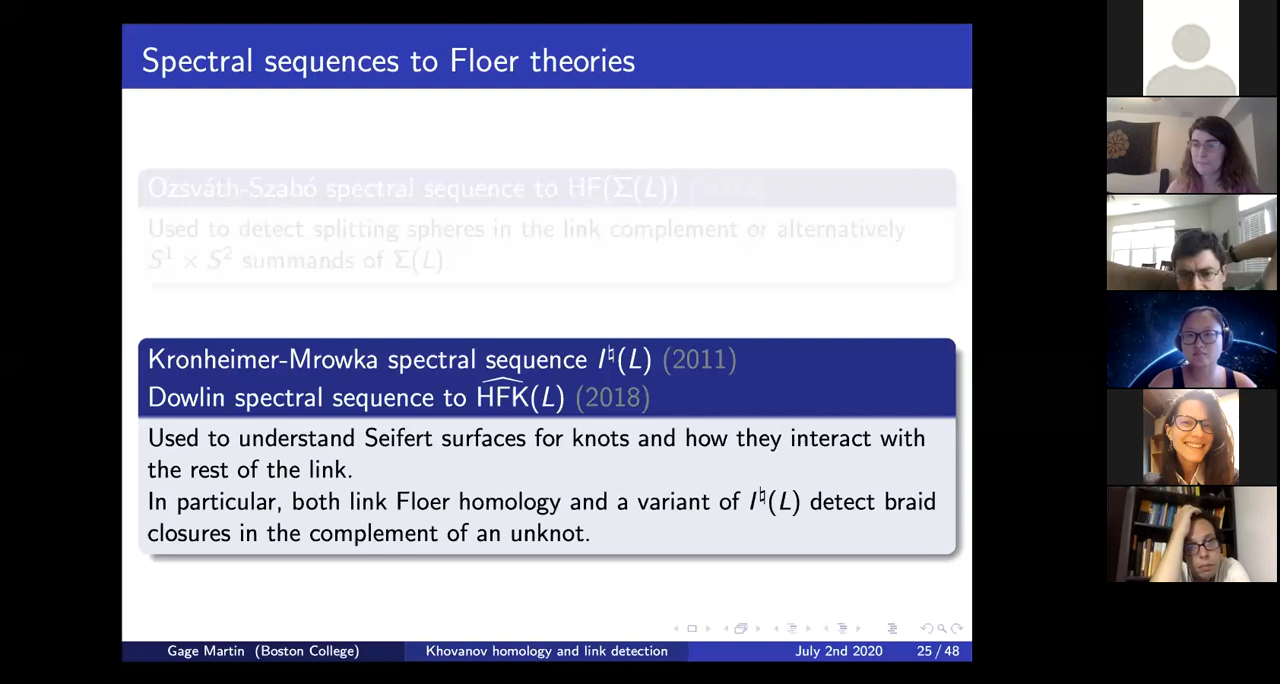 Spectral sequences to Floer theories
Ozsváth-Szabó spectral sequence to HF(Σ(L))
Used to detect splitting spheres in the link complement or alternatively
S¹ × S² summands of Σ(L).
Kronheimer-Mrowka spectral sequence I♮(L) (2011)
Dowlin spectral sequence to \widehat{HFK}(L) (2018)
Used to understand Seifert surfaces for knots and how they interact with
the rest of the link.
In particular, both link Floer homology and a variant of I♮(L) detect braid
closures in the complement of an unknot.
Gage Martin (Boston College) Khovanov homology and link detection July 2nd 2020 25 / 48